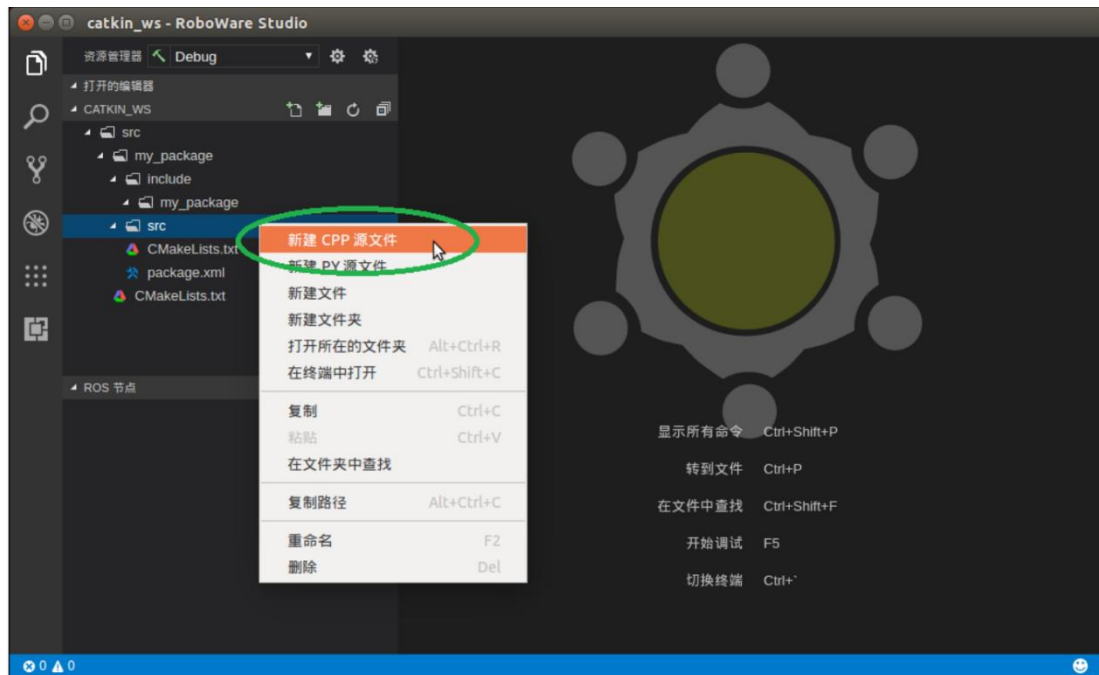 catkin_ws - RoboWare Studio
资源管理器 Debug
打开的编辑器
CATKIN_WS
src
my_package
include
my_package
src
CMakeLists.txt
package.xml
CMakeLists.txt
ROS 节点
新建 CPP 源文件
新建 PY 源文件
新建文件
新建文件夹
打开所在的文件夹 Alt+Ctrl+R
在终端中打开 Ctrl+Shift+C
复制 Ctrl+C
粘贴 Ctrl+V
在文件夹中查找
复制路径 Alt+Ctrl+C
重命名 F2
删除 Del
显示所有命令 Ctrl+Shift+P
转到文件 Ctrl+P
在文件中查找 Ctrl+Shift+F
开始调试 F5
切换终端 Ctrl+`
0 0